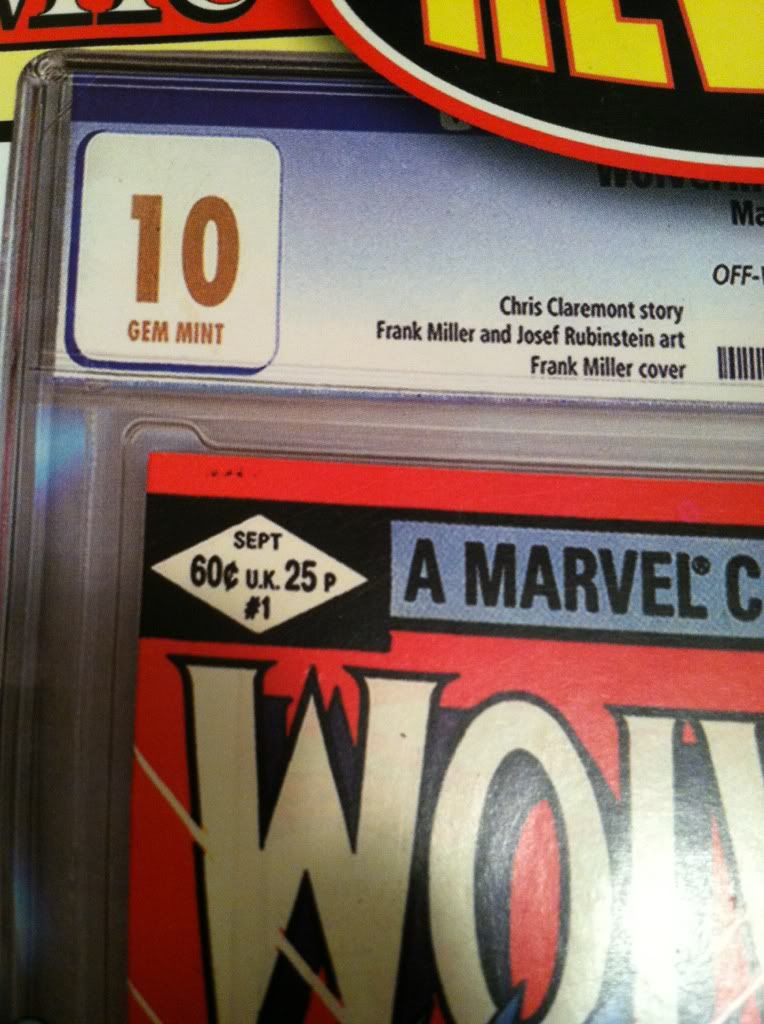 10
GEM MINT
Ma
OFF-
Chris Claremont story
Frank Miller and Josef Rubinstein art
Frank Miller cover
SEPT
60¢ U.K. 25 P
#1
A MARVEL® C
WOLV